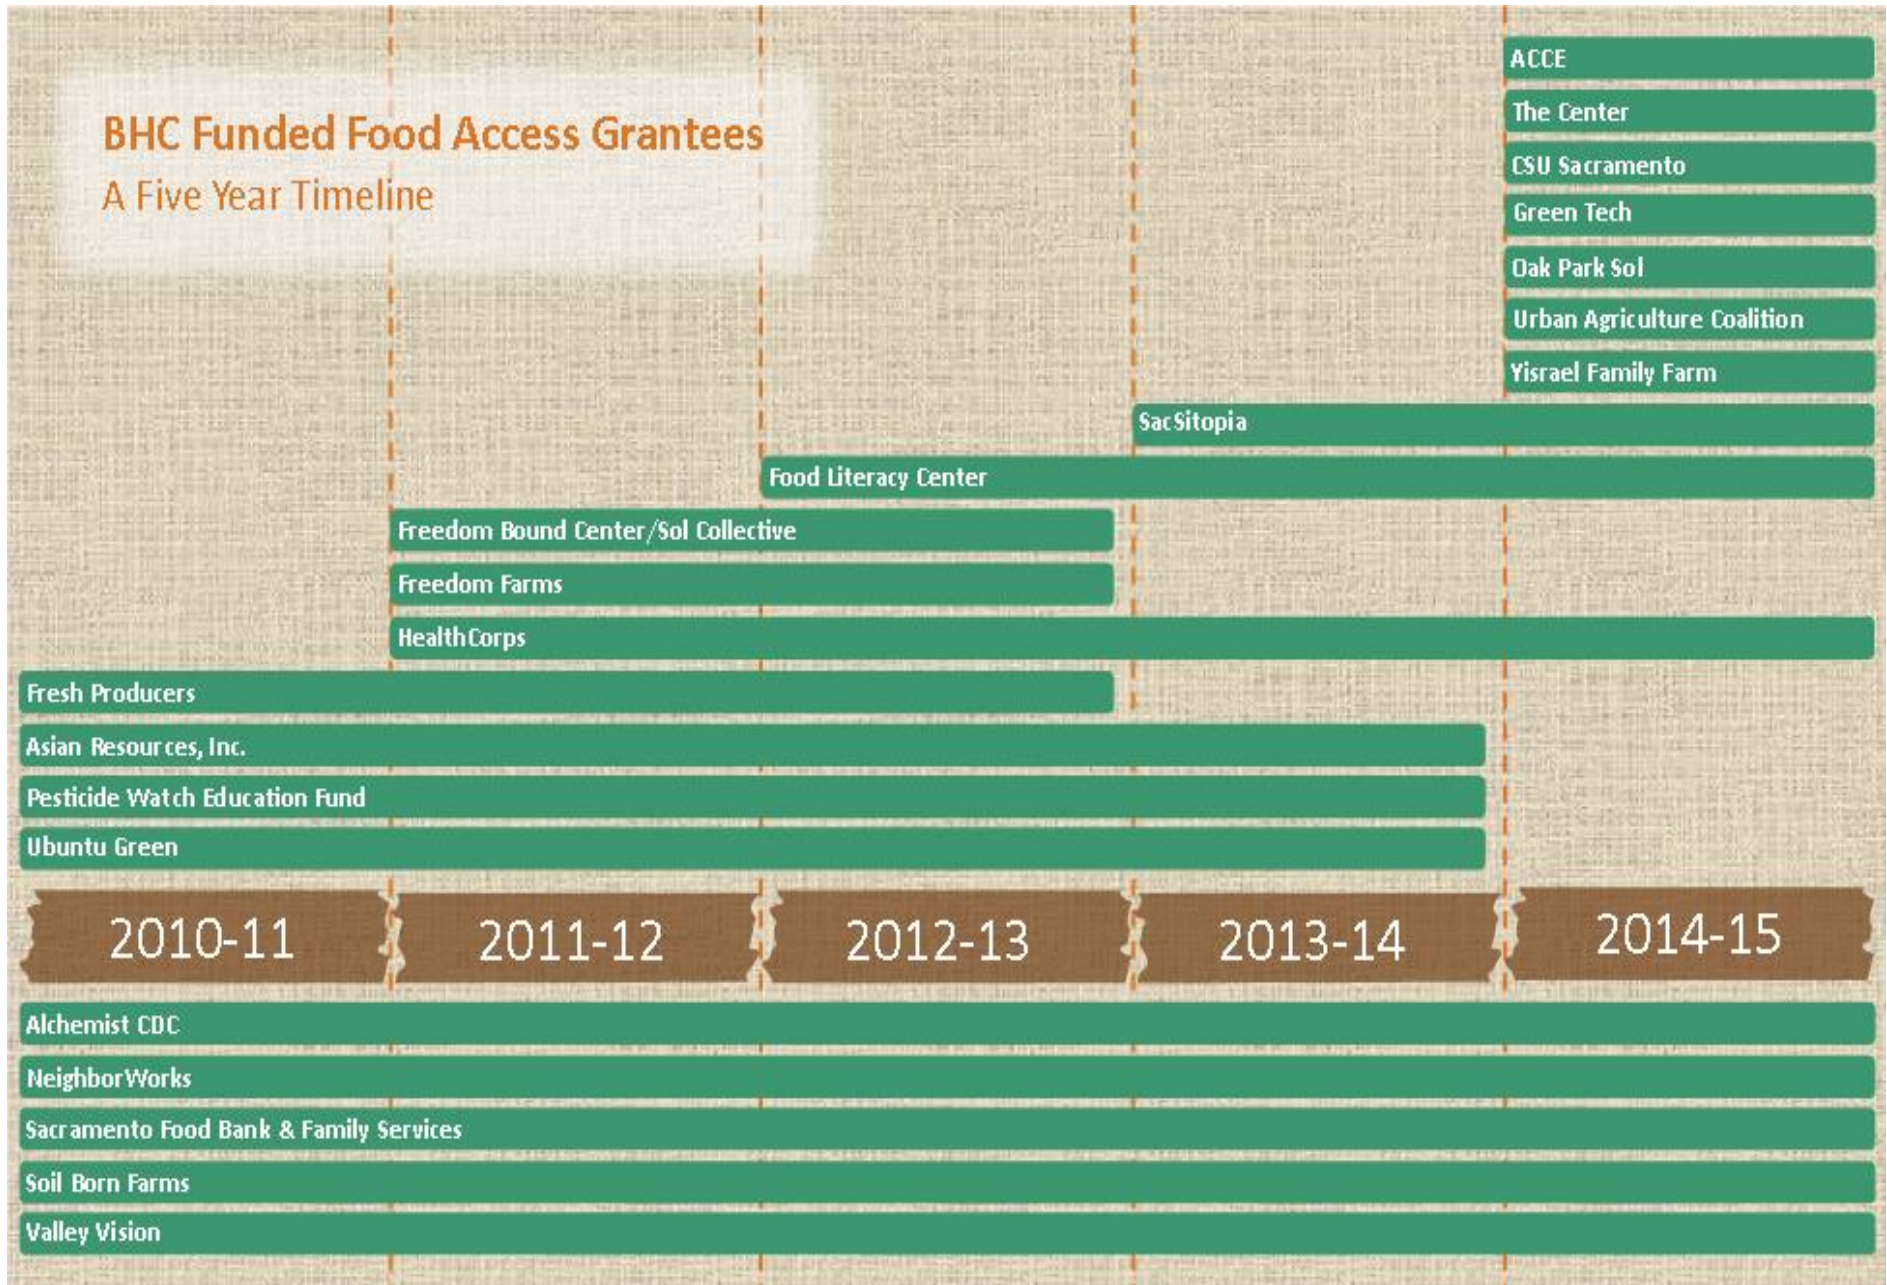 BHC Funded Food Access Grantees
A Five Year Timeline
ACCE
The Center
CSU Sacramento
Green Tech
Oak Park Sol
Urban Agriculture Coalition
Yisrael Family Farm
SacSitopia
Food Literacy Center
Freedom Bound Center/Sol Collective
Freedom Farms
HealthCorps
Fresh Producers
Asian Resources, Inc.
Pesticide Watch Education Fund
Ubuntu Green
2010-11 2011-12 2012-13 2013-14 2014-15
Alchemist CDC
NeighborWorks
Sacramento Food Bank & Family Services
Soil Born Farms
Valley Vision